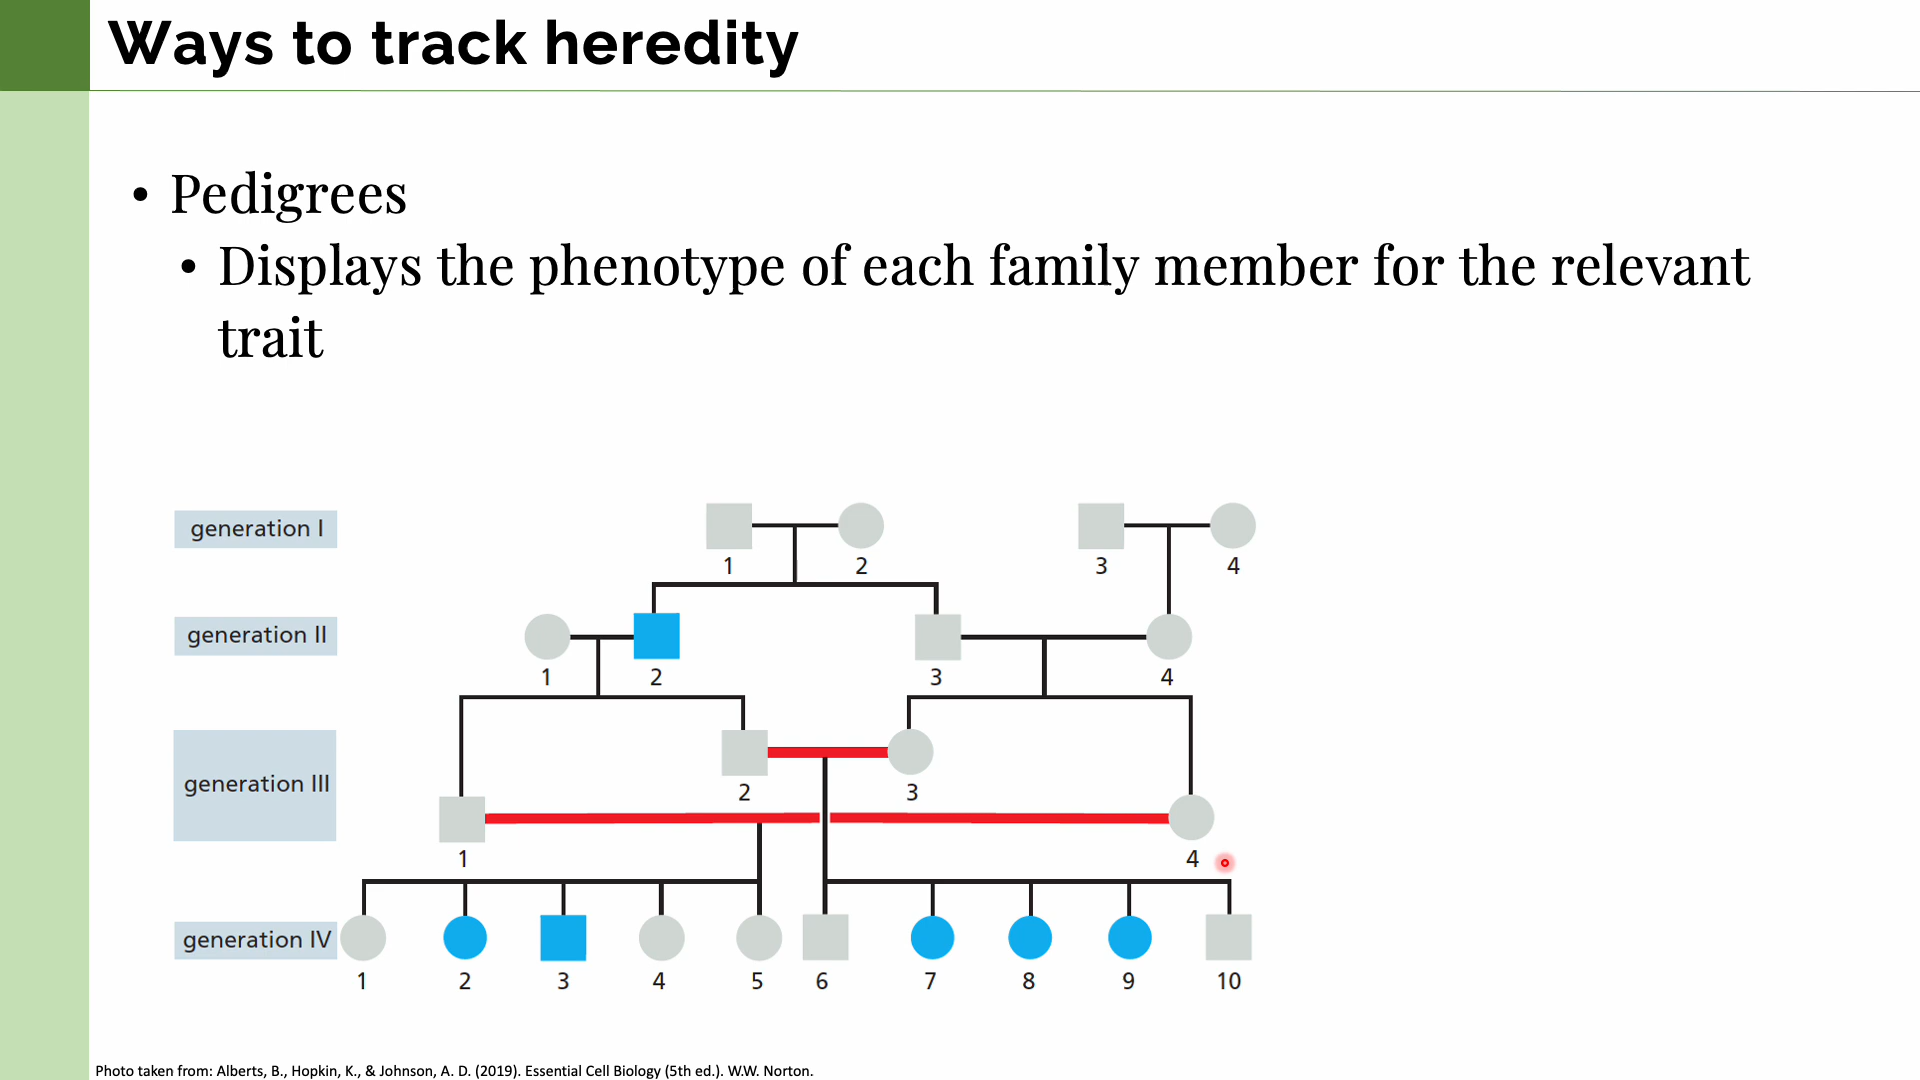 Ways to track heredity
• Pedigrees
• Displays the phenotype of each family member for the relevant
trait
generation I
1 2 3 4
generation II
1 2 3 4
generation III
2 3
1 4
generation IV
1 2 3 4 5 6 7 8 9 10
Photo taken from: Alberts, B., Hopkin, K., & Johnson, A. D. (2019). Essential Cell Biology (5th ed.). W.W. Norton.